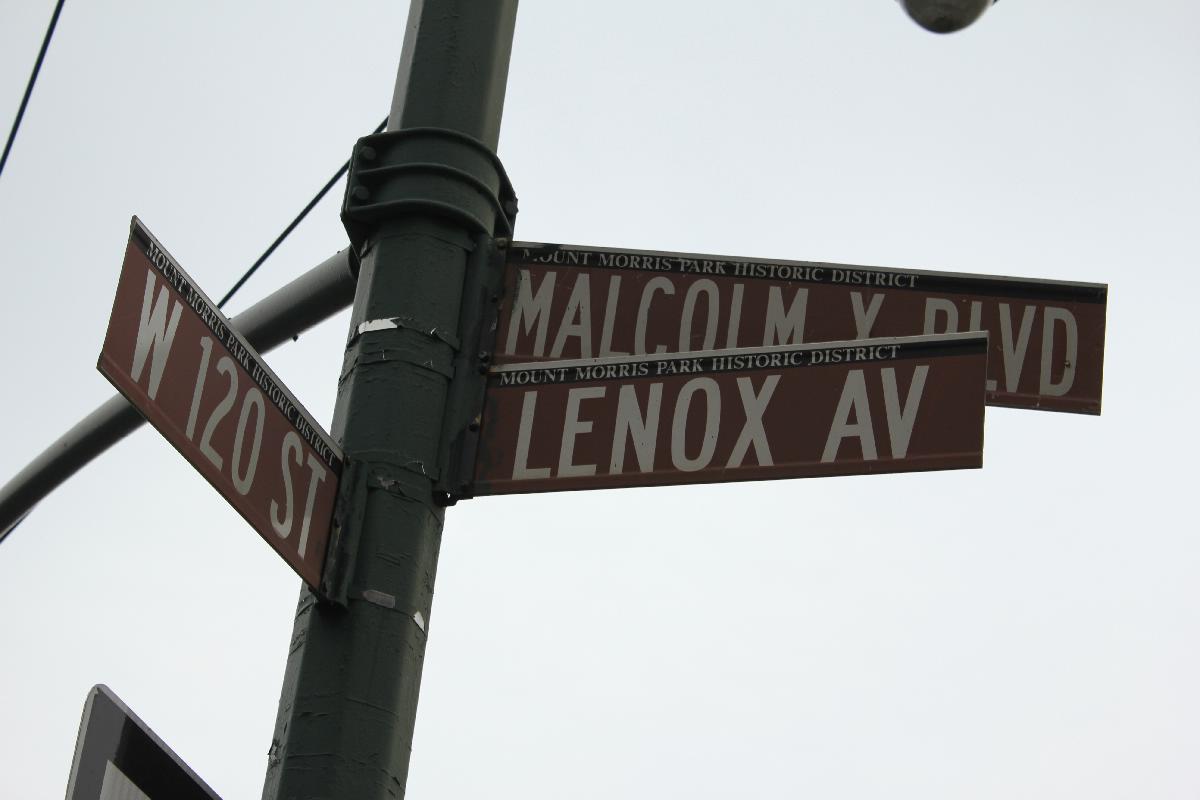 MOUNT MORRIS PARK HISTORIC DISTRICT
W 120 ST
MOUNT MORRIS PARK HISTORIC DISTRICT
MALCOLM X BLVD
MOUNT MORRIS PARK HISTORIC DISTRICT
LENOX AV